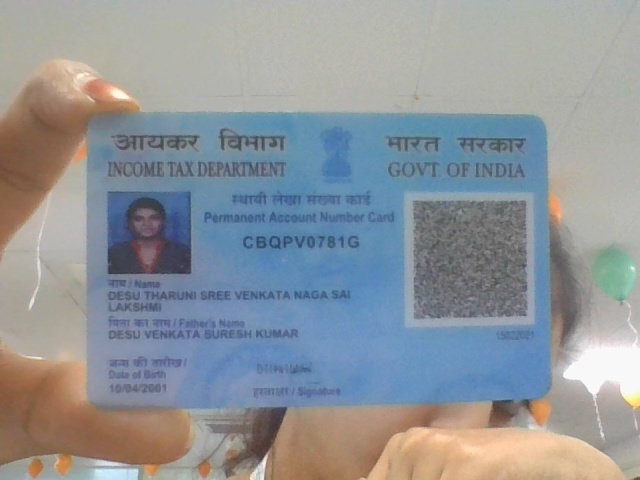 आयकर विभाग
INCOME TAX DEPARTMENT
भारत सरकार
GOVT OF INDIA
स्थायी लेखा संख्या कार्ड
Permanent Account Number Card
CBQPV0781G
नाम / Name
DESU THARUNI SREE VENKATA NAGA SAI
LAKSHMI
पिता का नाम / Father's Name
DESU VENKATA SURESH KUMAR
15022021
जन्म की तारीख /
Date of Birth
10/04/2001
हस्ताक्षर / Signature